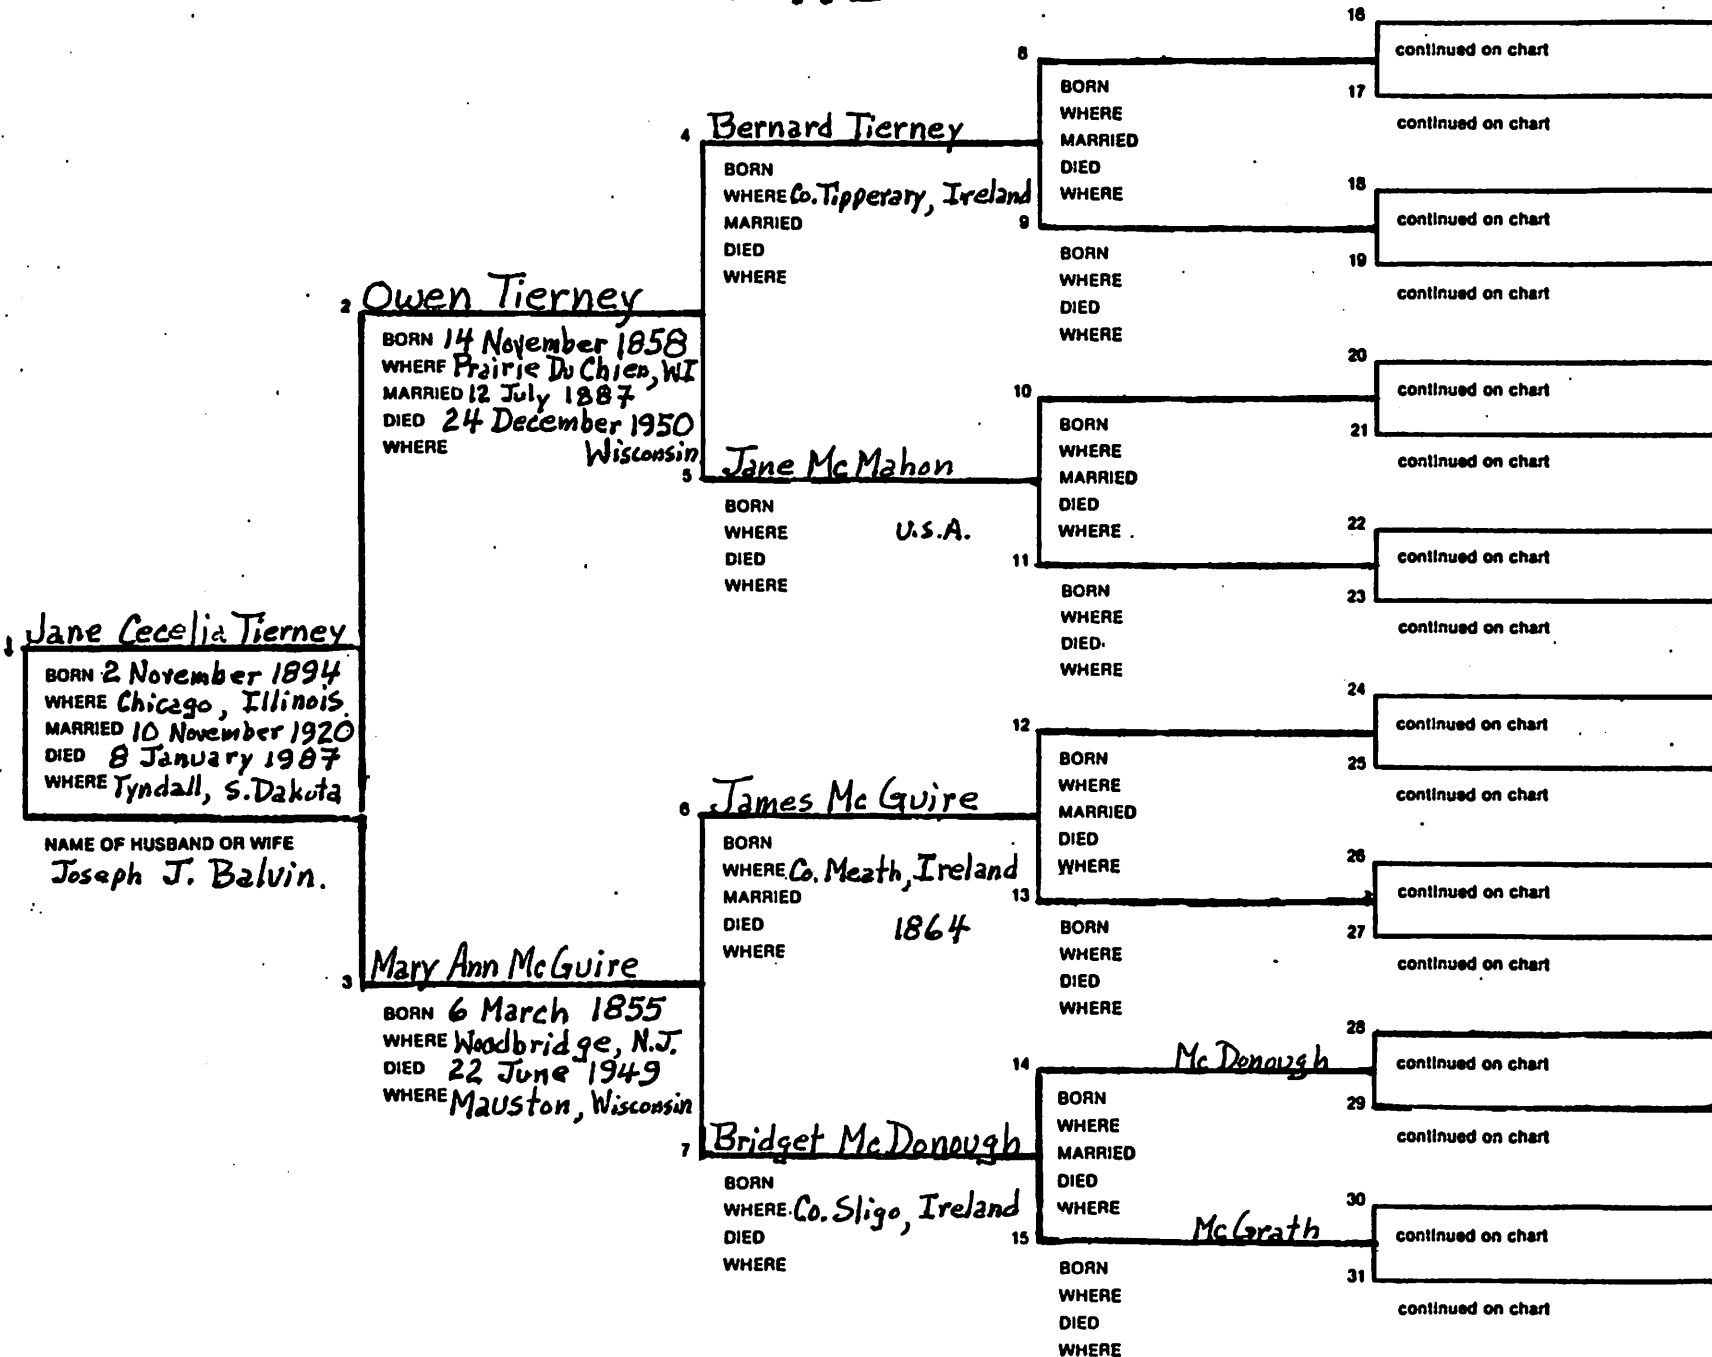 1 Jane Cecelia Tierney
BORN 2 November 1894
WHERE Chicago, Illinois.
MARRIED 10 November 1920
DIED 8 January 1987
WHERE Tyndall, S.Dakota
NAME OF HUSBAND OR WIFE
Joseph J. Balvin.
2 Owen Tierney
BORN 14 November 1858
WHERE Prairie Du Chien, WI
MARRIED 12 July 1887
DIED 24 December 1950
WHERE Wisconsin
3 Mary Ann McGuire
BORN 6 March 1855
WHERE Woodbridge, N.J.
DIED 22 June 1949
WHERE Mauston, Wisconsin
4 Bernard Tierney
BORN
WHERE Co. Tipperary, Ireland
MARRIED
DIED
WHERE
5 Jane McMahon
BORN
WHERE U.S.A.
DIED
WHERE
6 James McGuire
BORN
WHERE Co. Meath, Ireland
MARRIED
DIED 1864
WHERE
7 Bridget McDonough
BORN
WHERE Co. Sligo, Ireland
DIED
WHERE
8
BORN
WHERE
MARRIED
DIED
WHERE
9
BORN
WHERE
DIED
WHERE
10
BORN
WHERE
MARRIED
DIED
WHERE
11
BORN
WHERE
DIED
WHERE
12
BORN
WHERE
MARRIED
DIED
WHERE
13
BORN
WHERE
DIED
WHERE
14 McDonough
BORN
WHERE
MARRIED
DIED
WHERE
15 McGrath
BORN
WHERE
DIED
WHERE
16
continued on chart
17
continued on chart
18
continued on chart
19
continued on chart
20
continued on chart
21
continued on chart
22
continued on chart
23
continued on chart
24
continued on chart
25
continued on chart
26
continued on chart
27
continued on chart
28
continued on chart
29
continued on chart
30
continued on chart
31
continued on chart